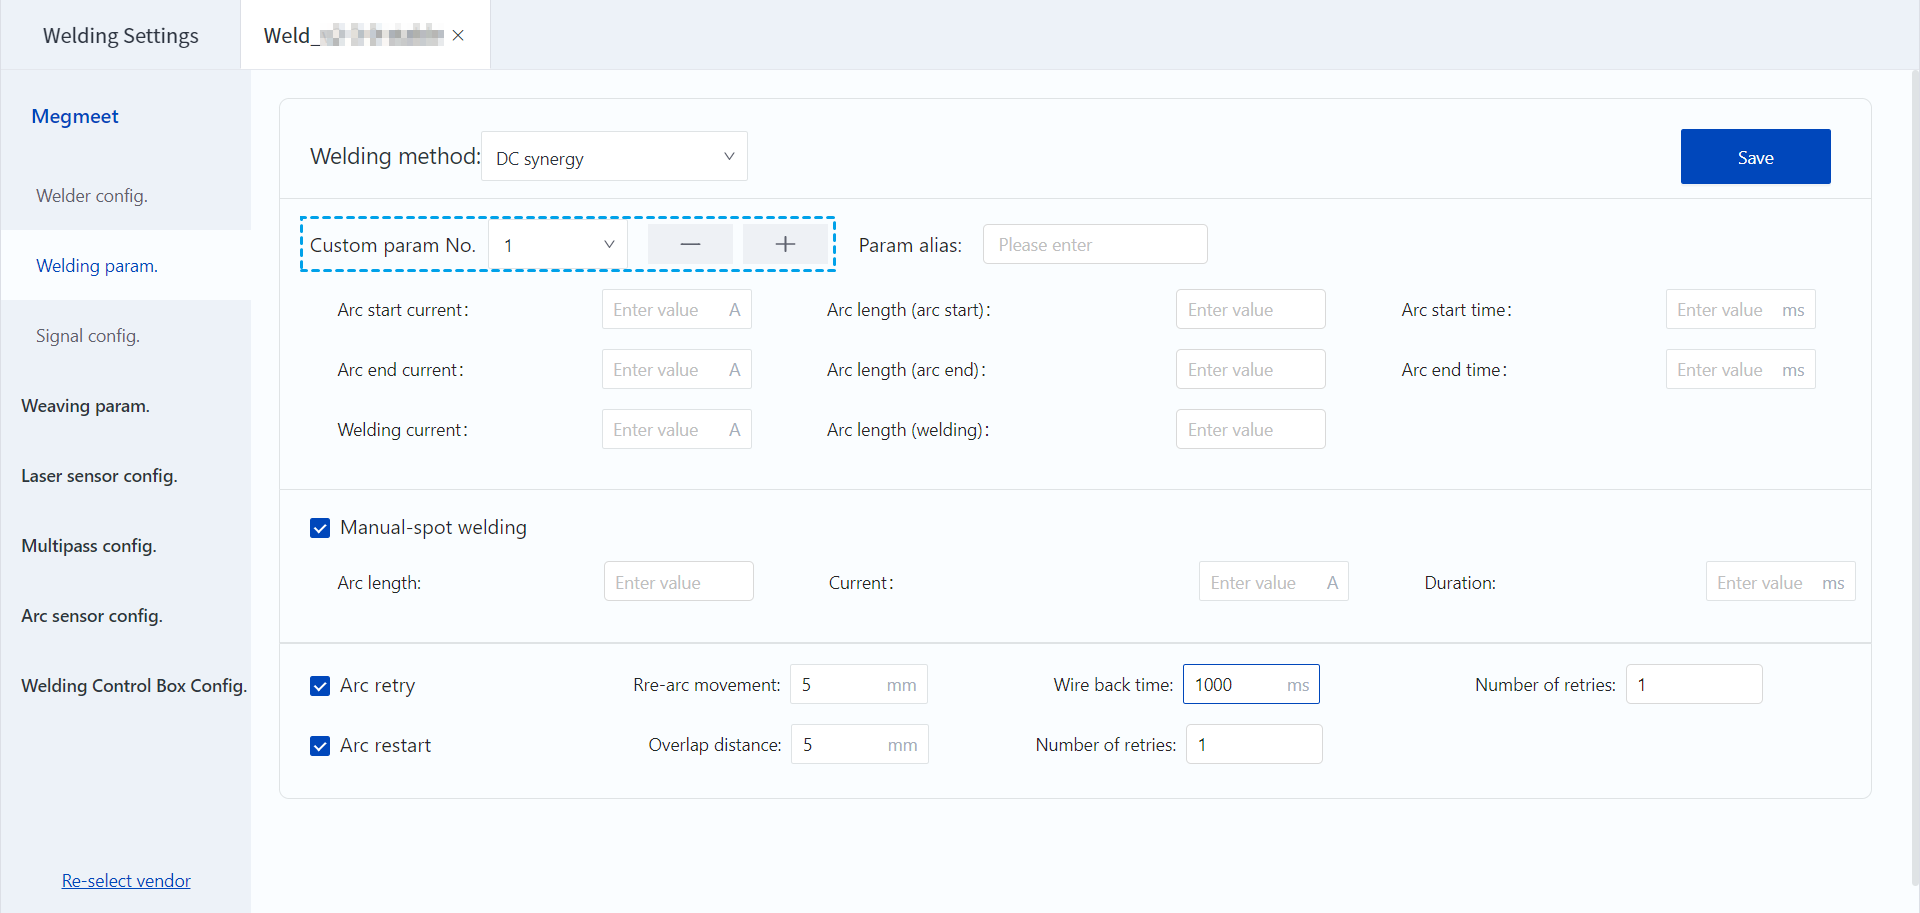 Welding Settings
Weld_
Megmeet
Welder config.
Welding param.
Signal config.
Weaving param.
Laser sensor config.
Multipass config.
Arc sensor config.
Welding Control Box Config.
Re-select vendor
Welding method: DC synergy
Save
Custom param No. 1 Param alias: Please enter
Arc start current: Enter value A Arc length (arc start): Enter value Arc start time: Enter value ms
Arc end current: Enter value A Arc length (arc end): Enter value Arc end time: Enter value ms
Welding current: Enter value A Arc length (welding): Enter value
Manual-spot welding
Arc length: Enter value Current: Enter value A Duration: Enter value ms
Arc retry Rre-arc movement: 5 mm Wire back time: 1000 ms Number of retries: 1
Arc restart Overlap distance: 5 mm Number of retries: 1